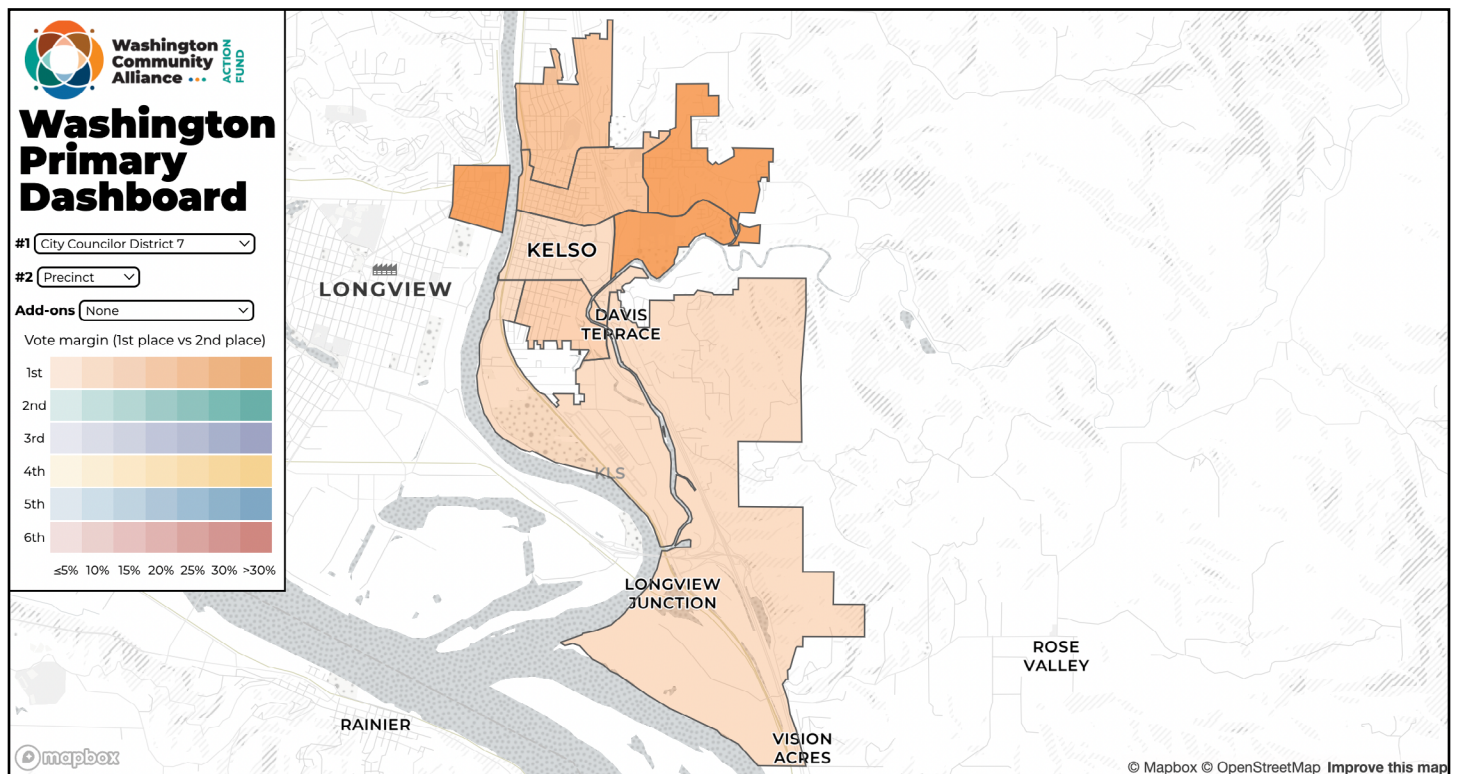 Washington
Community
Alliance
ACTION
FUND
Washington
Primary
Dashboard
#1 City Councilor District 7
#2 Precinct
Add-ons None
Vote margin (1st place vs 2nd place)
1st
2nd
3rd
4th
5th
6th
≤5% 10% 15% 20% 25% 30% >30%
KELSO
LONGVIEW
DAVIS
TERRACE
KLS
LONGVIEW
JUNCTION
ROSE
VALLEY
RAINIER
VISION
ACRES
mapbox
© Mapbox © OpenStreetMap Improve this map